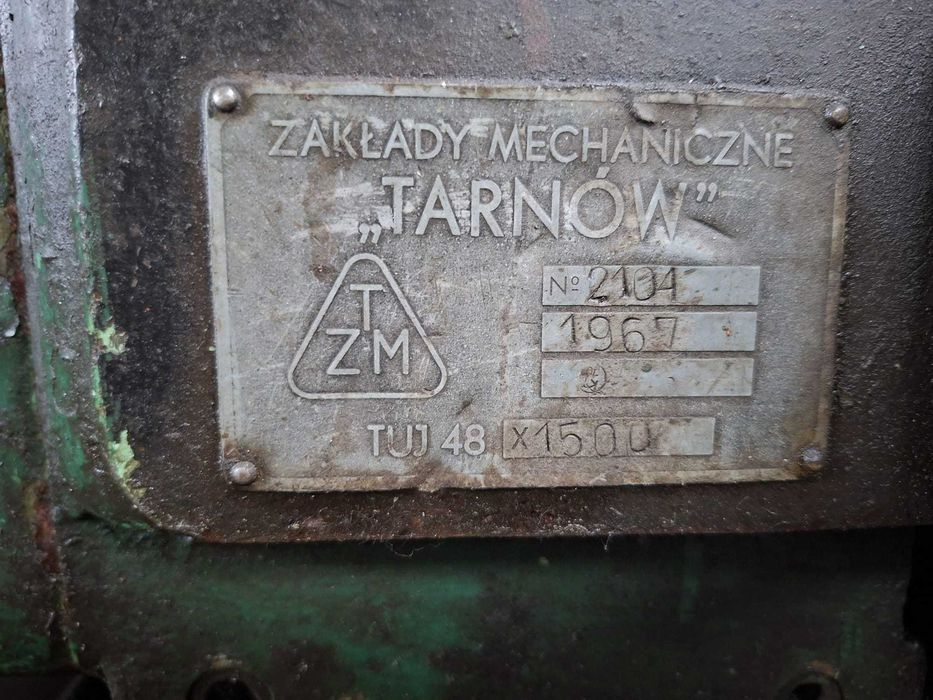 ZAKŁADY MECHANICZNE
„TARNÓW”
T
ZM
№ 2104
1967
TUJ 48 X1500